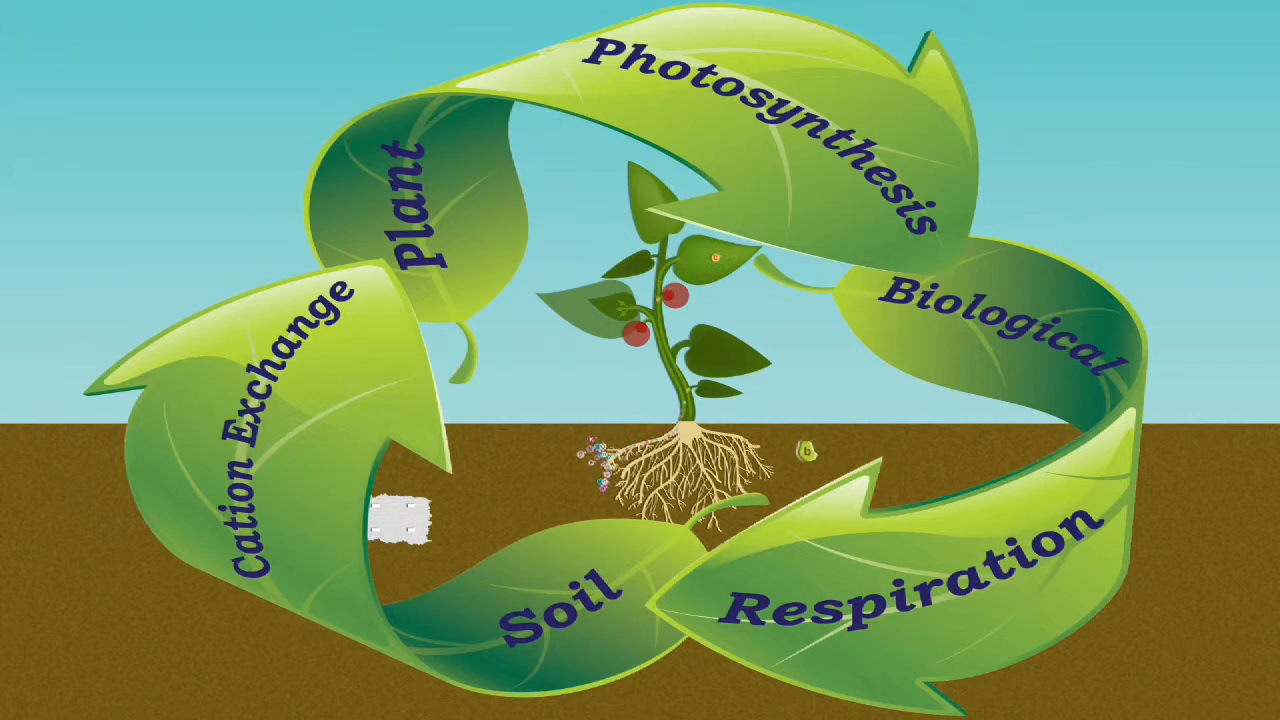 Photosynthesis
Plant
Biological
Cation Exchange
Respiration
Soil
b